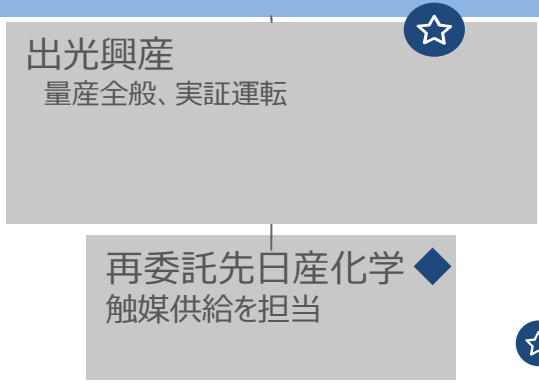 出光興産
量産全般、実証運転
再委託先日産化学
触媒供給を担当